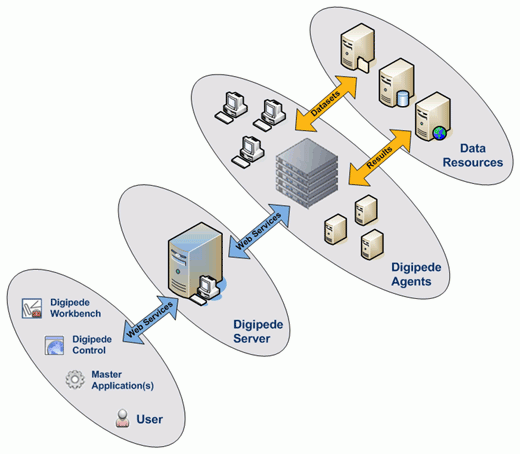 Datasets
Results
Data
Resources
Web Services
Digipede
Agents
Web Services
Digipede
Server
Digipede
Workbench
Digipede
Control
Master
Application(s)
User